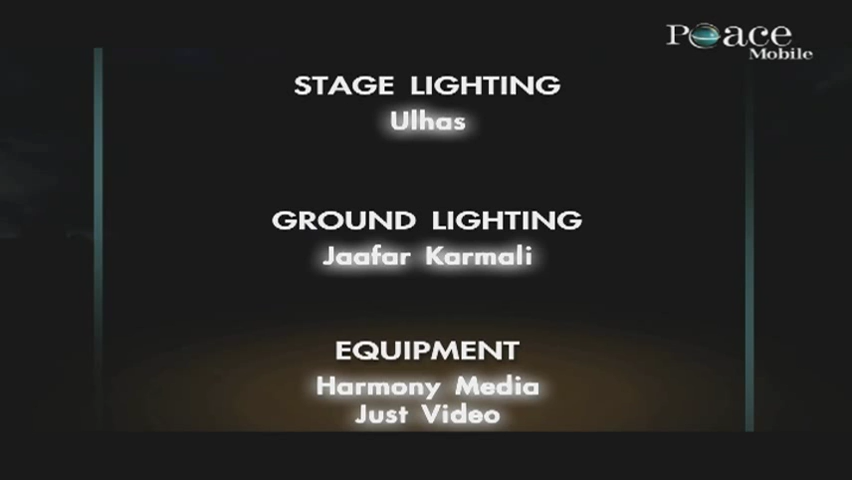 Peace
Mobile
STAGE LIGHTING
Ulhas
GROUND LIGHTING
Jaafar Karmali
EQUIPMENT
Harmony Media
Just Video